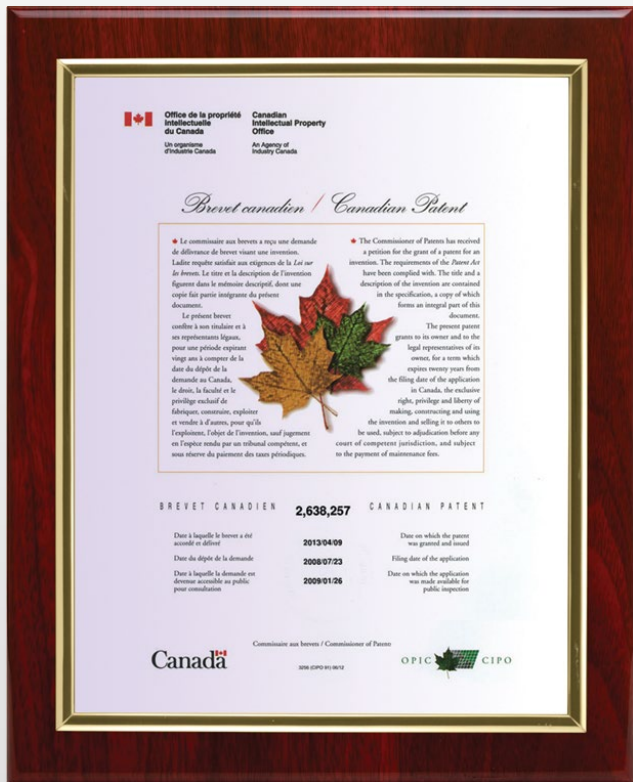 Office de la propriété
intellectuelle
du Canada
Un organisme
d'Industrie Canada
Canadian
Intellectual Property
Office
An Agency of
Industry Canada
Brevet canadien / Canadian Patent
Le commissaire aux brevets a reçu une demande
de délivrance de brevet visant une invention.
Ladite requête satisfait aux exigences de la Loi sur
les brevets. Le titre et la description de l'invention
figurent dans le mémoire descriptif, dont une
copie fait partie intégrante du présent
document.
Le présent brevet
confère à son titulaire et à
ses représentants légaux,
pour une période expirant
vingt ans à compter de la
date du dépôt de la
demande au Canada,
le droit, la faculté et le
privilège exclusif de
fabriquer, construire, exploiter
et vendre à d'autres, pour qu'ils
l'exploitent, l'objet de l'invention, sauf jugement
en l'espèce rendu par un tribunal compétent, et
sous réserve du paiement des taxes périodiques.
The Commissioner of Patents has received
a petition for the grant of a patent for an
invention. The requirements of the Patent Act
have been complied with. The title and a
description of the invention are contained
in the specification, a copy of which
forms an integral part of this
document.
The present patent
grants to its owner and to the
legal representatives of its
owner, for a term which
expires twenty years from
the filing date of the application
in Canada, the exclusive
right, privilege and liberty of
making, constructing and using
the invention and selling it to others to
be used, subject to adjudication before any
court of competent jurisdiction, and subject
to the payment of maintenance fees.
BREVET CANADIEN 2,638,257 CANADIAN PATENT
Date à laquelle le brevet a été
accordé et délivré
2013/04/09
Date on which the patent
was granted and issued
Date du dépôt de la demande
2008/07/23
Filing date of the application
Date à laquelle la demande est
devenue accessible au public
pour consultation
2009/01/26
Date on which the application
was made available for
public inspection
Commissaire aux brevets / Commissioner of Patents
Canada
3256 (CIPO 91) 06/12
OPIC CIPO